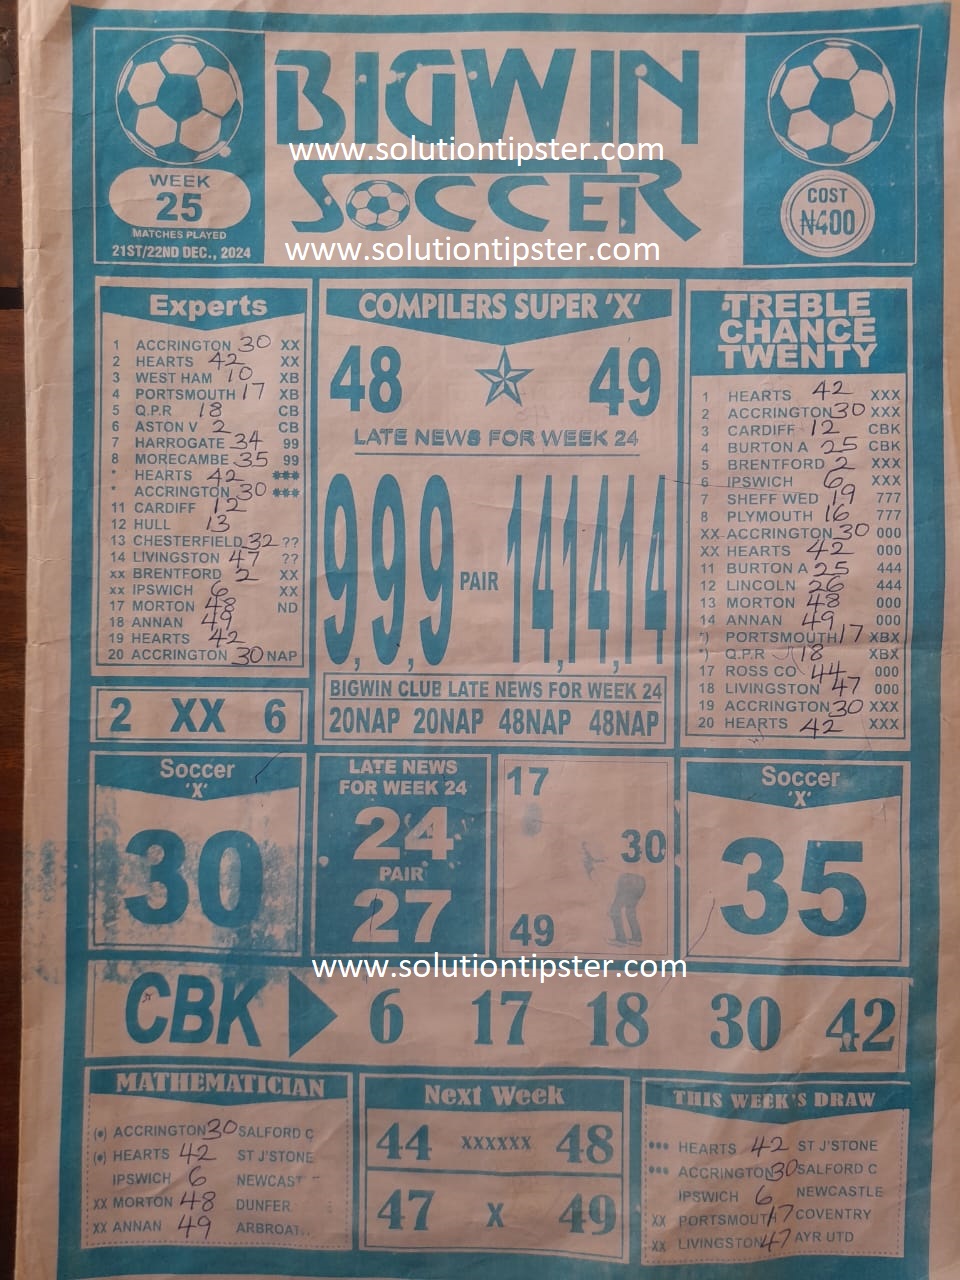 BIGWIN
www.solutiontipster.com
SOCCER
www.solutiontipster.com
WEEK
25
MATCHES PLAYED
21ST/22ND DEC., 2024
COST
₦400
Experts
1 ACCRINGTON 30 XX
2 HEARTS 42 XX
3 WEST HAM 10 XB
4 PORTSMOUTH 17 XB
5 Q.P.R 18 CB
6 ASTON V 2 CB
7 HARROGATE 34 99
8 MORECAMBE 35 99
* HEARTS 42 ***
* ACCRINGTON 30 ***
11 CARDIFF 12
12 HULL 13
13 CHESTERFIELD 32 ??
14 LIVINGSTON 47 ??
xx BRENTFORD 2 XX
xx IPSWICH 6 XX
17 MORTON 48 ND
18 ANNAN 49
19 HEARTS 42
20 ACCRINGTON 30 NAP
2 XX 6
COMPILERS SUPER 'X'
48 49
LATE NEWS FOR WEEK 24
9,9,9 PAIR 14,14,14
BIGWIN CLUB LATE NEWS FOR WEEK 24
20NAP 20NAP 48NAP 48NAP
TREBLE
CHANCE
TWENTY
1 HEARTS 42 XXX
2 ACCRINGTON 30 XXX
3 CARDIFF 12 CBK
4 BURTON A 25 CBK
5 BRENTFORD 2 XXX
6 IPSWICH 6 XXX
7 SHEFF WED 19 777
8 PLYMOUTH 16 777
XX ACCRINGTON 30 000
XX HEARTS 42 000
11 BURTON A 25 444
12 LINCOLN 26 444
13 MORTON 48 000
14 ANNAN 49 000
*) PORTSMOUTH 17 XBX
*) Q.P.R 18 XBX
17 ROSS CO 44 000
18 LIVINGSTON 47 000
19 ACCRINGTON 30 XXX
20 HEARTS 42 XXX
Soccer
'X'
30
LATE NEWS
FOR WEEK 24
24
PAIR
27
17
30
49
Soccer
'X'
35
www.solutiontipster.com
CBK 6 17 18 30 42
MATHEMATICIAN
(•) ACCRINGTON 30 SALFORD C
(•) HEARTS 42 ST J'STONE
IPSWICH 6 NEWCAST
XX MORTON 48 DUNFER
XX ANNAN 49 ARBROAT..
Next Week
44 xxxxxx 48
47 X 49
THIS WEEK'S DRAW
••• HEARTS 42 ST J'STONE
••• ACCRINGTON 30 SALFORD C
IPSWICH 6 NEWCASTLE
XX PORTSMOUTH 17 COVENTRY
XX LIVINGSTON 47 AYR UTD